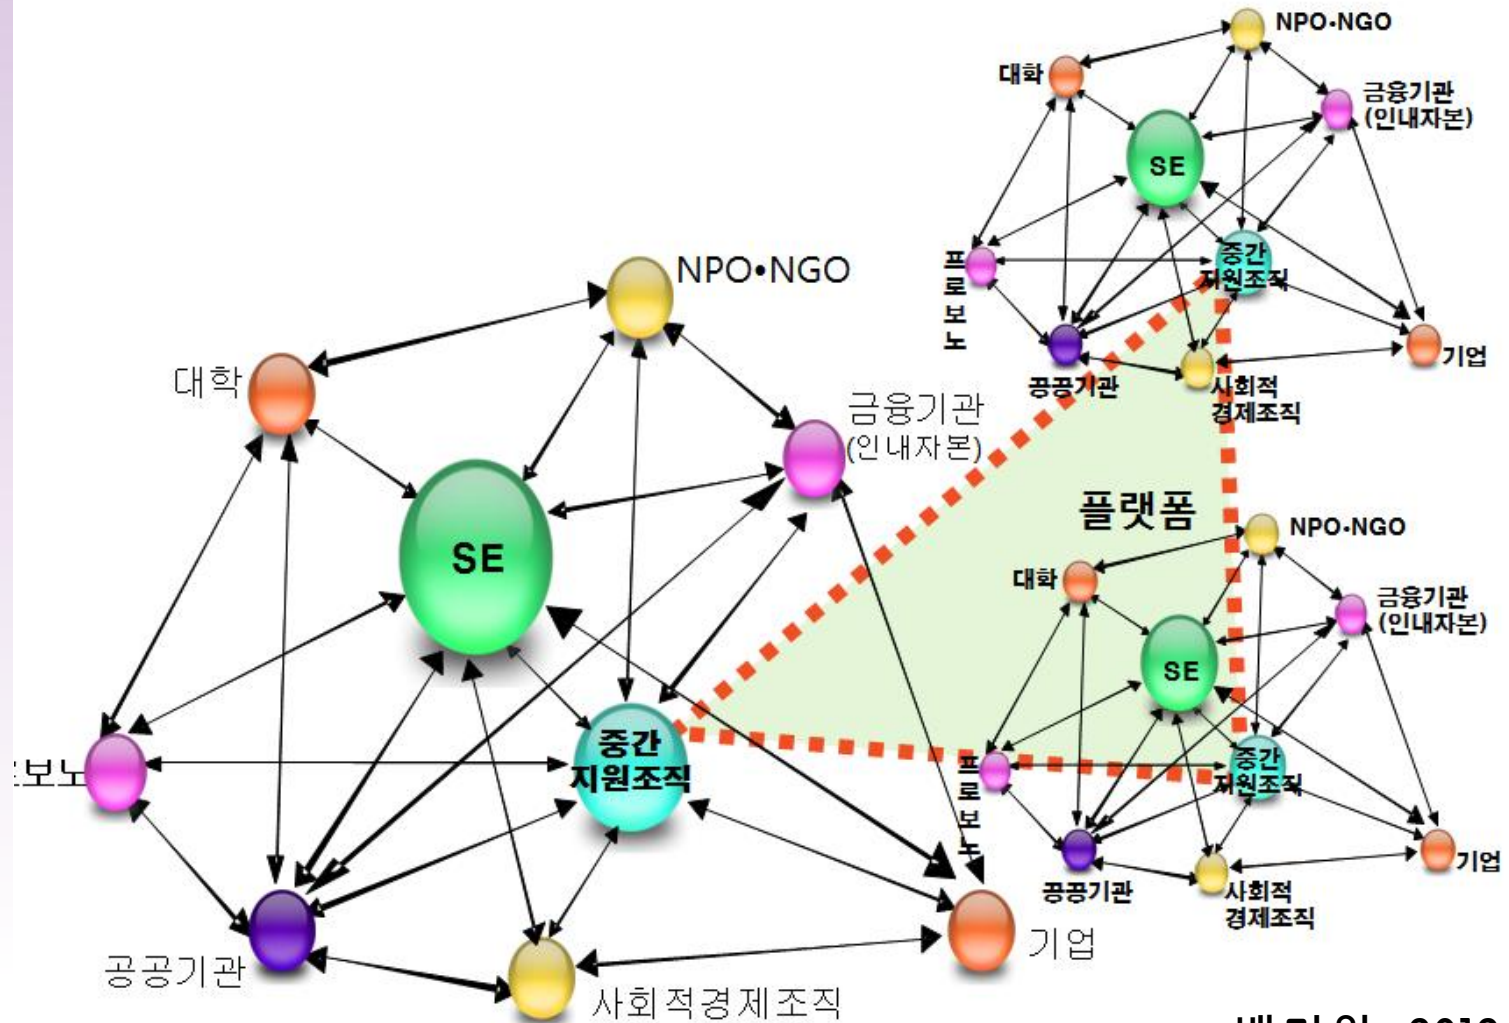 NPO•NGO
대학
금융기관
(인내자본)
SE
중간
지원조직
보노
공공기관
사회적경제조직
기업
NPO•NGO
대학
금융기관
(인내자본)
SE
중간
지원조직
프
로
보
노
공공기관
사회적
경제조직
기업
플랫폼
NPO•NGO
대학
금융기관
(인내자본)
SE
중간
지원조직
프
로
보
노
공공기관
사회적
경제조직
기업